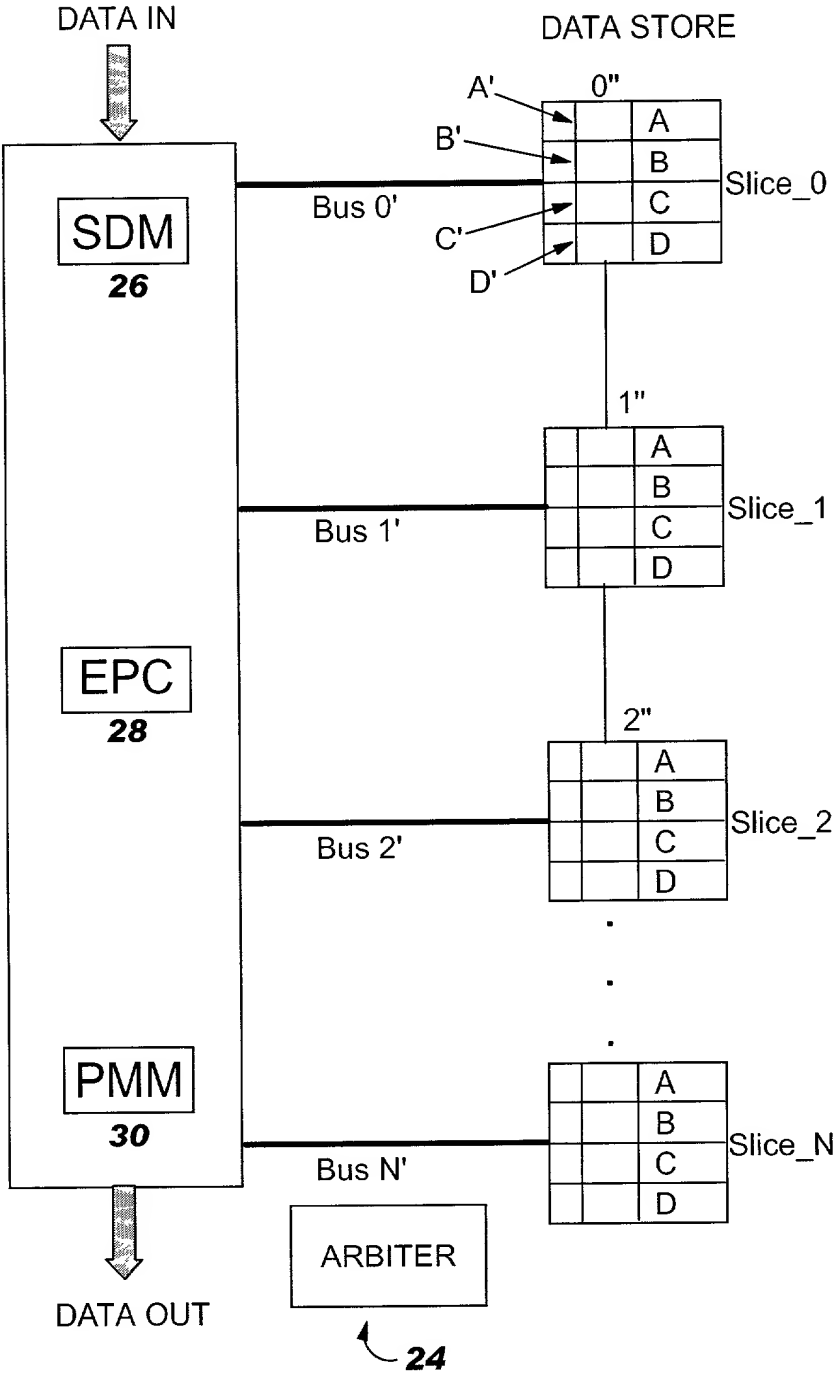 DATA IN
DATA STORE
0"
A'
B'
C'
D'
A
B
C
D
Slice_0
SDM
26
Bus 0'
1"
A
B
C
D
Slice_1
Bus 1'
EPC
28
2"
A
B
C
D
Slice_2
Bus 2'
.
.
.
PMM
30
A
B
C
D
Slice_N
Bus N'
ARBITER
24
DATA OUT